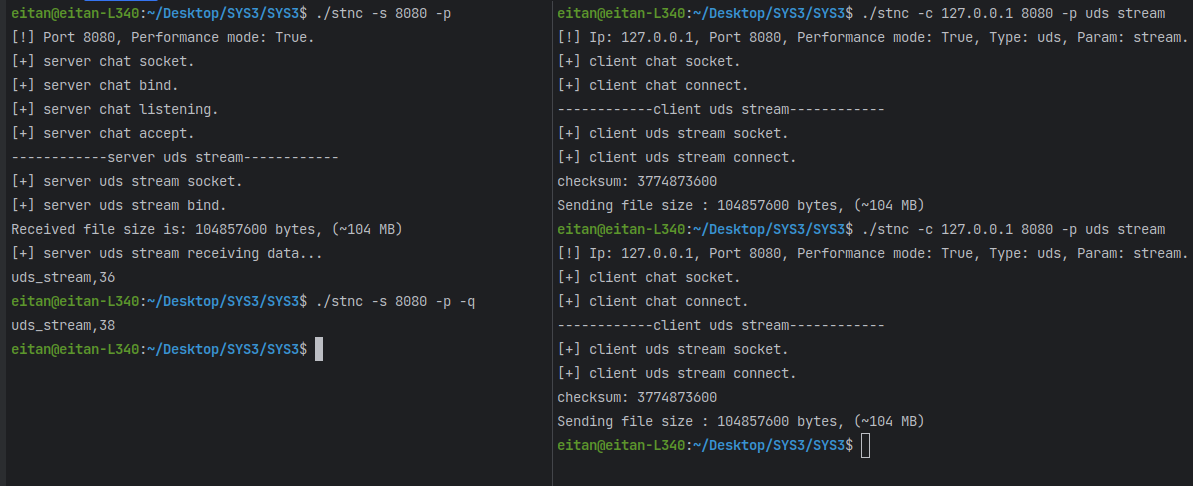 eitan@eitan-L340:~/Desktop/SYS3/SYS3$ ./stnc -s 8080 -p
[!] Port 8080, Performance mode: True.
[+] server chat socket.
[+] server chat bind.
[+] server chat listening.
[+] server chat accept.
------------server uds stream------------
[+] server uds stream socket.
[+] server uds stream bind.
Received file size is: 104857600 bytes, (~104 MB)
[+] server uds stream receiving data...
uds_stream,36
eitan@eitan-L340:~/Desktop/SYS3/SYS3$ ./stnc -s 8080 -p -q
uds_stream,38
eitan@eitan-L340:~/Desktop/SYS3/SYS3$
eitan@eitan-L340:~/Desktop/SYS3/SYS3$ ./stnc -c 127.0.0.1 8080 -p uds stream
[!] Ip: 127.0.0.1, Port 8080, Performance mode: True, Type: uds, Param: stream.
[+] client chat socket.
[+] client chat connect.
------------client uds stream------------
[+] client uds stream socket.
[+] client uds stream connect.
checksum: 3774873600
Sending file size : 104857600 bytes, (~104 MB)
eitan@eitan-L340:~/Desktop/SYS3/SYS3$ ./stnc -c 127.0.0.1 8080 -p uds stream
[!] Ip: 127.0.0.1, Port 8080, Performance mode: True, Type: uds, Param: stream.
[+] client chat socket.
[+] client chat connect.
------------client uds stream------------
[+] client uds stream socket.
[+] client uds stream connect.
checksum: 3774873600
Sending file size : 104857600 bytes, (~104 MB)
eitan@eitan-L340:~/Desktop/SYS3/SYS3$